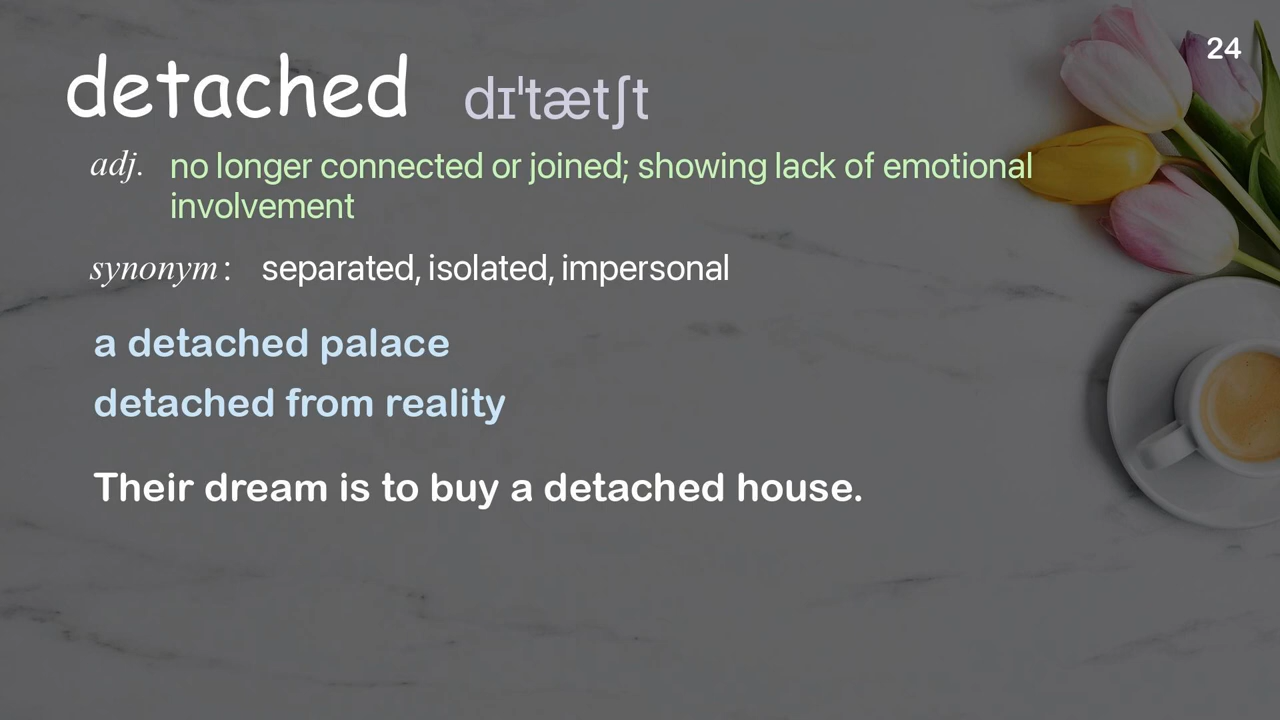 24
detached dɪˈtætʃt
adj. no longer connected or joined; showing lack of emotional
involvement
synonym: separated, isolated, impersonal
a detached palace
detached from reality
Their dream is to buy a detached house.